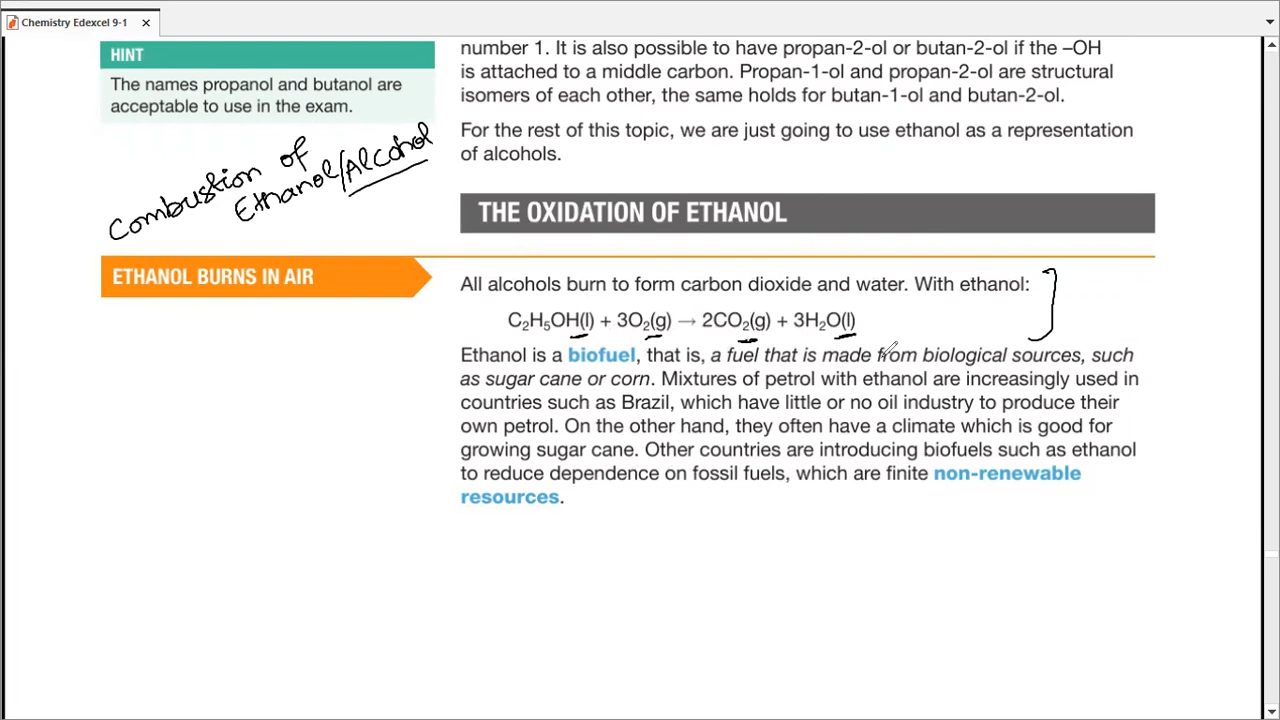 Chemistry Edexcel 9-1
HINT
The names propanol and butanol are
acceptable to use in the exam.
number 1. It is also possible to have propan-2-ol or butan-2-ol if the –OH
is attached to a middle carbon. Propan-1-ol and propan-2-ol are structural
isomers of each other, the same holds for butan-1-ol and butan-2-ol.
For the rest of this topic, we are just going to use ethanol as a representation
of alcohols.
Combustion of
Ethanol/Alcohol
THE OXIDATION OF ETHANOL
ETHANOL BURNS IN AIR
All alcohols burn to form carbon dioxide and water. With ethanol:
C₂H₅OH(l) + 3O₂(g) → 2CO₂(g) + 3H₂O(l)
Ethanol is a biofuel, that is, a fuel that is made from biological sources, such
as sugar cane or corn. Mixtures of petrol with ethanol are increasingly used in
countries such as Brazil, which have little or no oil industry to produce their
own petrol. On the other hand, they often have a climate which is good for
growing sugar cane. Other countries are introducing biofuels such as ethanol
to reduce dependence on fossil fuels, which are finite non-renewable
resources.